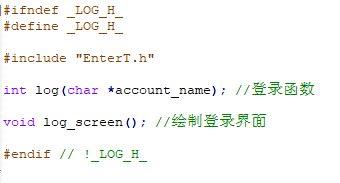 #ifndef _LOG_H_
#define _LOG_H_
#include "EnterT.h"
int log(char *account_name); //登录函数
void log_screen(); //绘制登录界面
#endif // !_LOG_H_